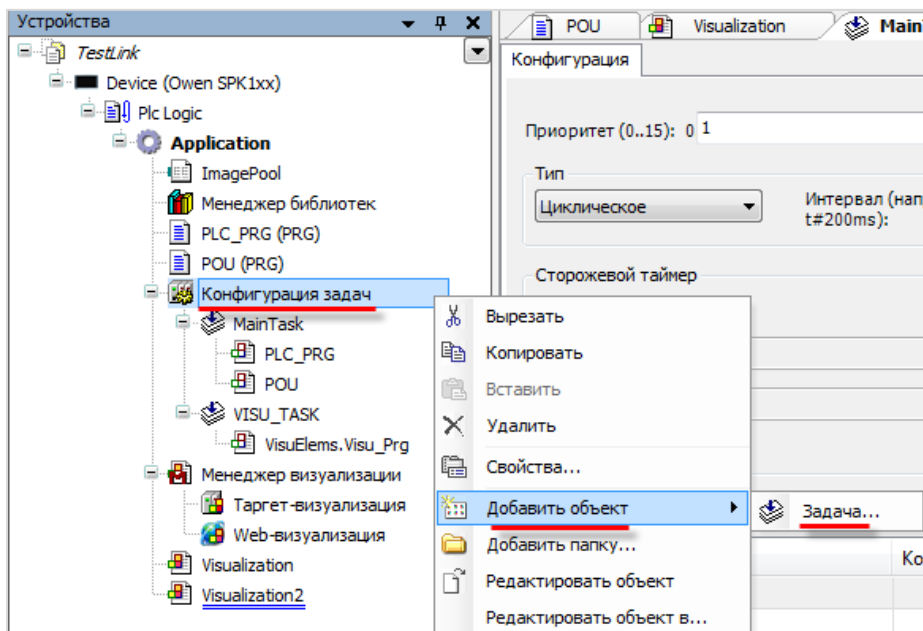 Устройства
TestLink
Device (Owen SPK1xx)
Plc Logic
Application
ImagePool
Менеджер библиотек
PLC_PRG (PRG)
POU (PRG)
Конфигурация задач
MainTask
PLC_PRG
POU
VISU_TASK
VisuElems.Visu_Prg
Менеджер визуализации
Таргет-визуализация
Web-визуализация
Visualization
Visualization2
POU
Visualization
Main
Конфигурация
Приоритет (0..15): 0 1
Тип
Циклическое
Интервал (нап
t#200ms):
Сторожевой таймер
Вырезать
Копировать
Вставить
Удалить
Свойства...
Добавить объект
Добавить папку...
Редактировать объект
Редактировать объект в...
Задача...
Ко